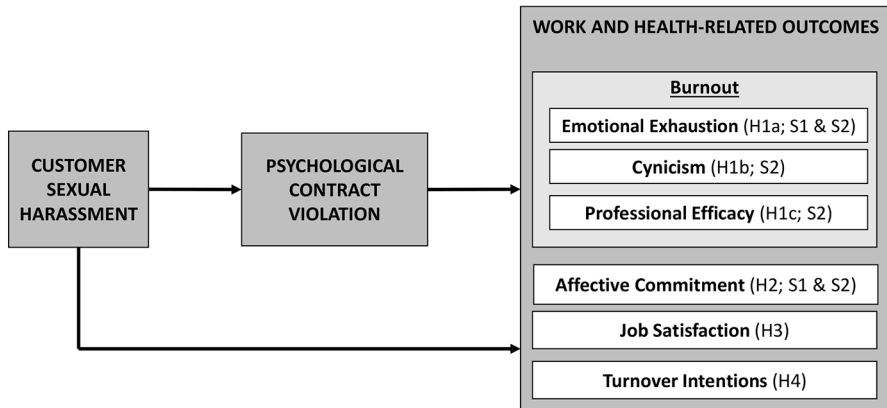 WORK AND HEALTH-RELATED OUTCOMES
Burnout
Emotional Exhaustion (H1a; S1 & S2)
Cynicism (H1b; S2)
Professional Efficacy (H1c; S2)
CUSTOMER
SEXUAL
HARASSMENT
PSYCHOLOGICAL
CONTRACT
VIOLATION
Affective Commitment (H2; S1 & S2)
Job Satisfaction (H3)
Turnover Intentions (H4)